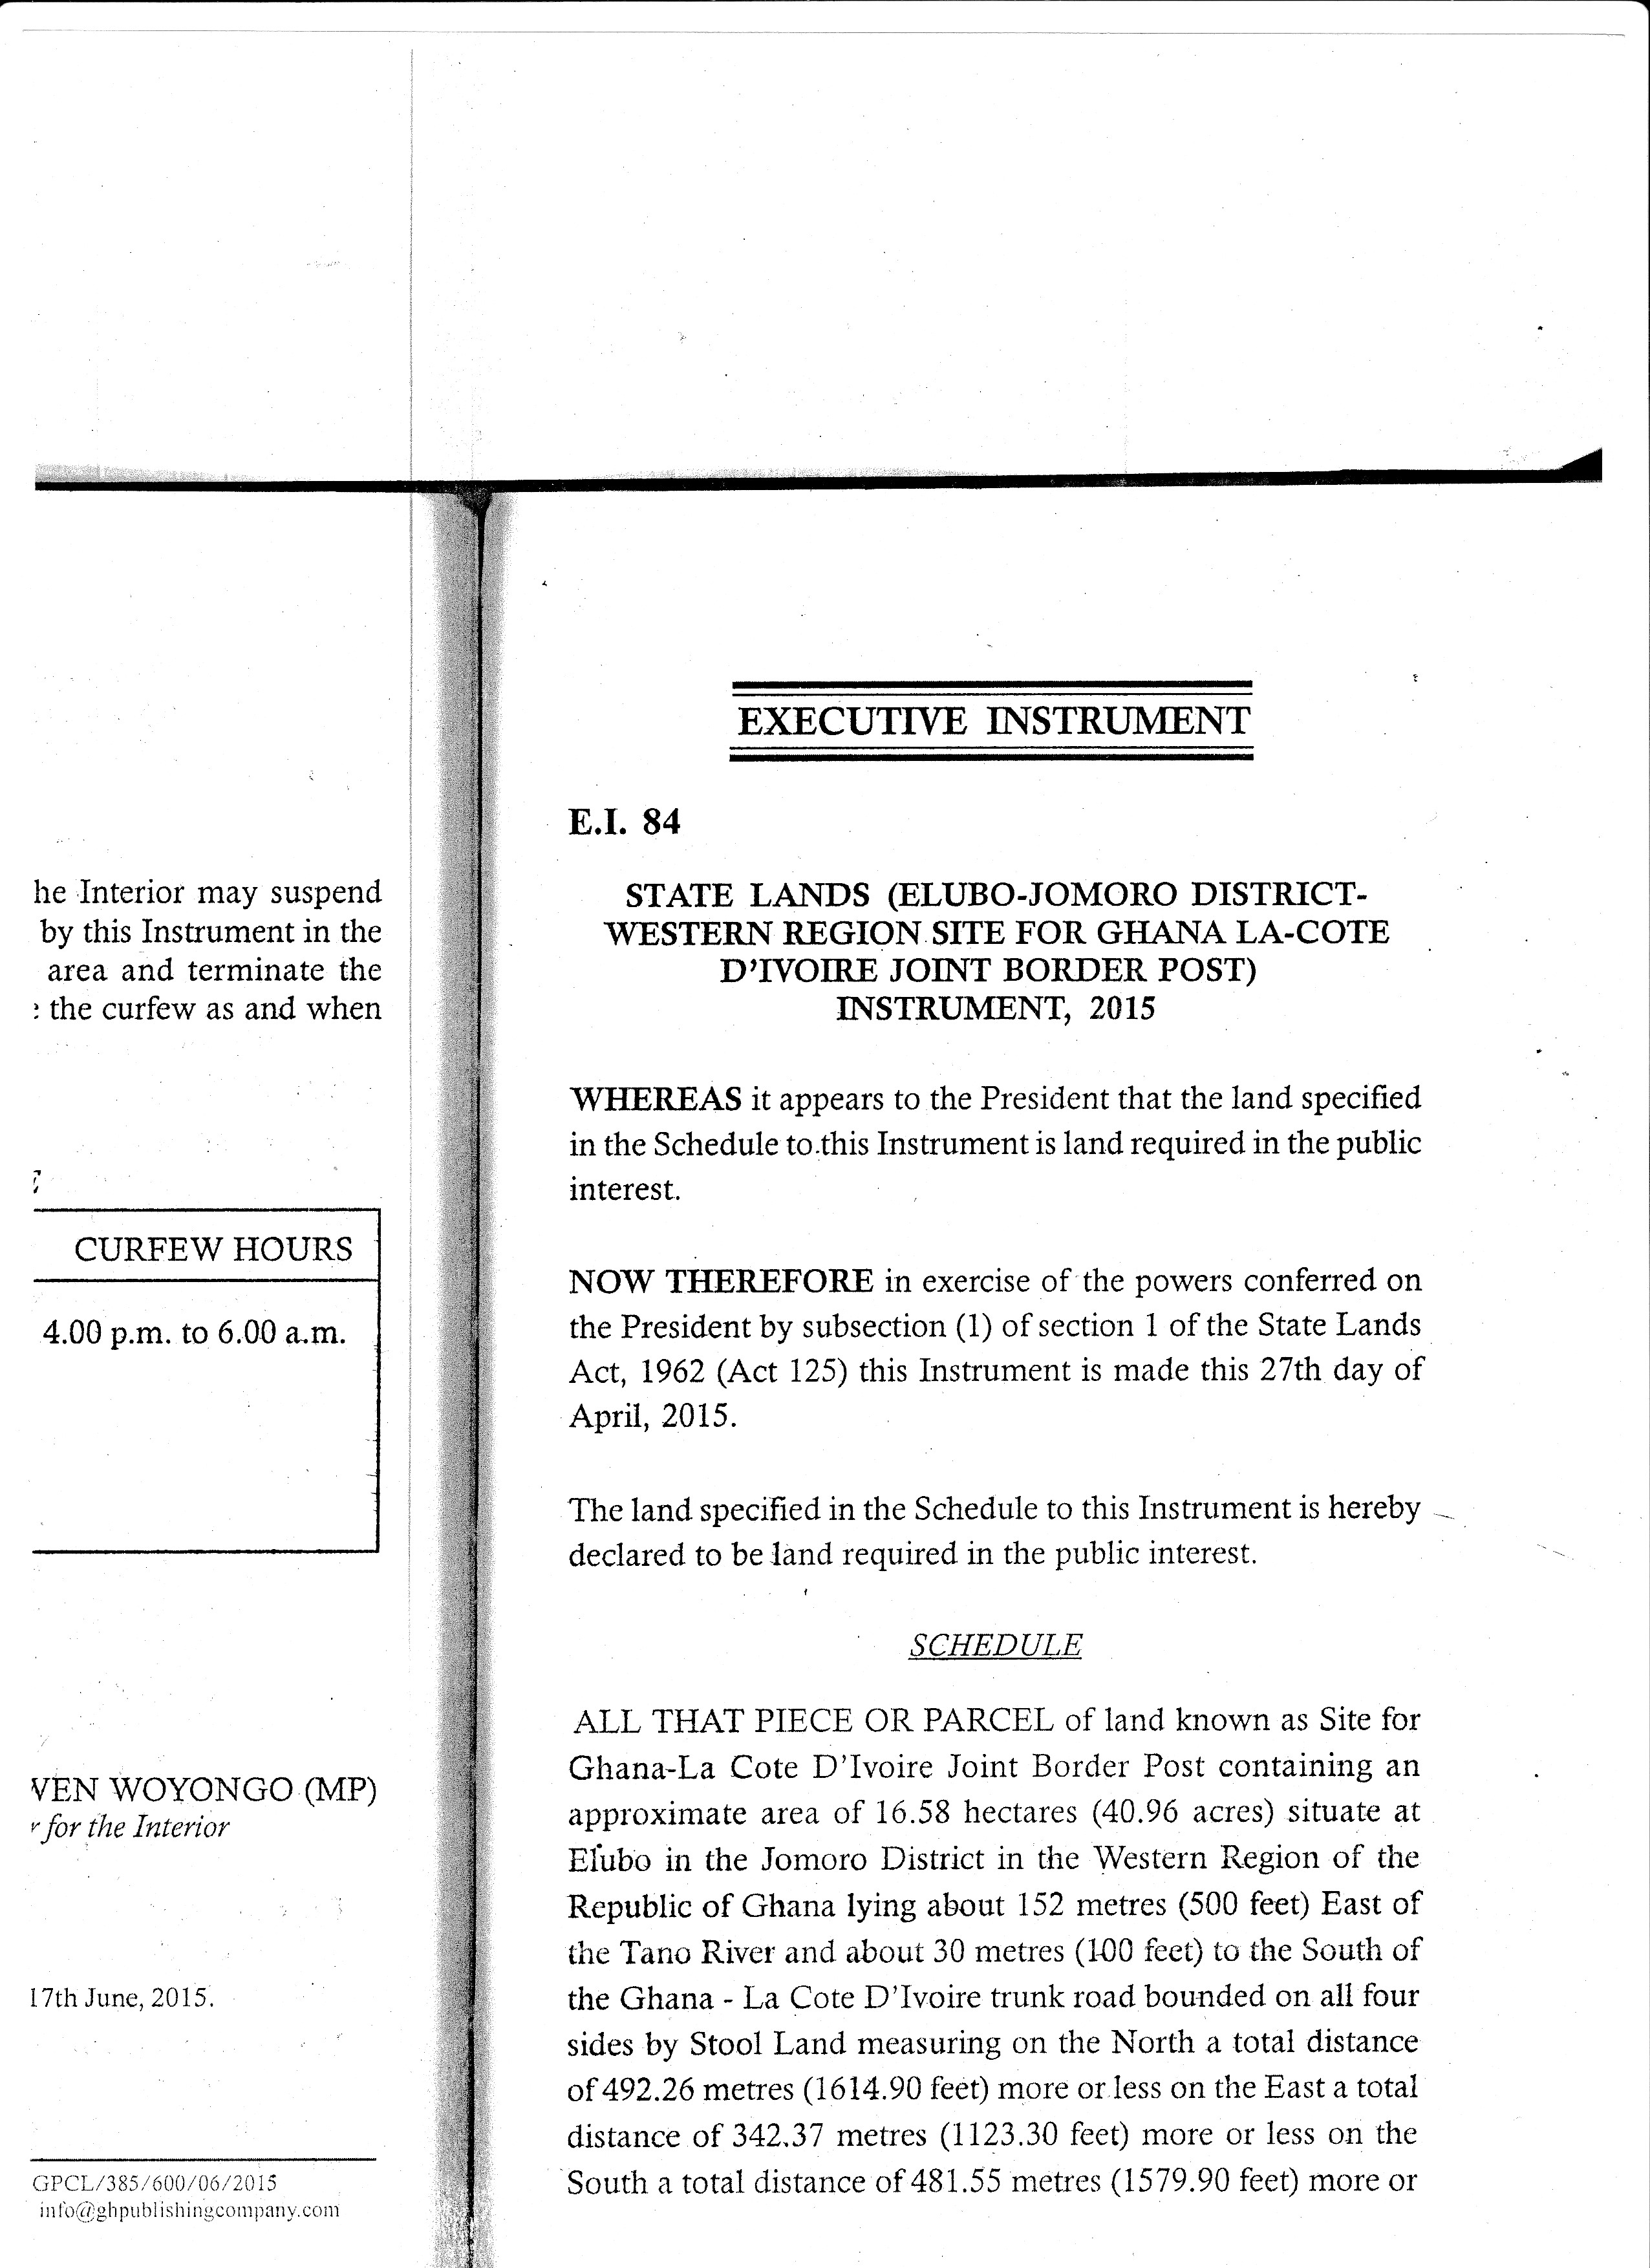 he Interior may suspend
by this Instrument in the
area and terminate the
the curfew as and when
CURFEW HOURS
4.00 p.m. to 6.00 a.m.
VEN WOYONGO (MP)
for the Interior
17th June, 2015.
GPCL/385/600/06/2015
info@ghpublishingcompany.com
EXECUTIVE INSTRUMENT
E.I. 84
STATE LANDS (ELUBO-JOMORO DISTRICT-
WESTERN REGION SITE FOR GHANA LA-COTE
D'IVOIRE JOINT BORDER POST)
INSTRUMENT, 2015
WHEREAS it appears to the President that the land specified
in the Schedule to this Instrument is land required in the public
interest.
NOW THEREFORE in exercise of the powers conferred on
the President by subsection (1) of section 1 of the State Lands
Act, 1962 (Act 125) this Instrument is made this 27th day of
April, 2015.
The land specified in the Schedule to this Instrument is hereby
declared to be land required in the public interest.
SCHEDULE
ALL THAT PIECE OR PARCEL of land known as Site for
Ghana-La Cote D'Ivoire Joint Border Post containing an
approximate area of 16.58 hectares (40.96 acres) situate at
Elubo in the Jomoro District in the Western Region of the
Republic of Ghana lying about 152 metres (500 feet) East of
the Tano River and about 30 metres (100 feet) to the South of
the Ghana - La Cote D'Ivoire trunk road bounded on all four
sides by Stool Land measuring on the North a total distance
of 492.26 metres (1614.90 feet) more or less on the East a total
distance of 342.37 metres (1123.30 feet) more or less on the
South a total distance of 481.55 metres (1579.90 feet) more or